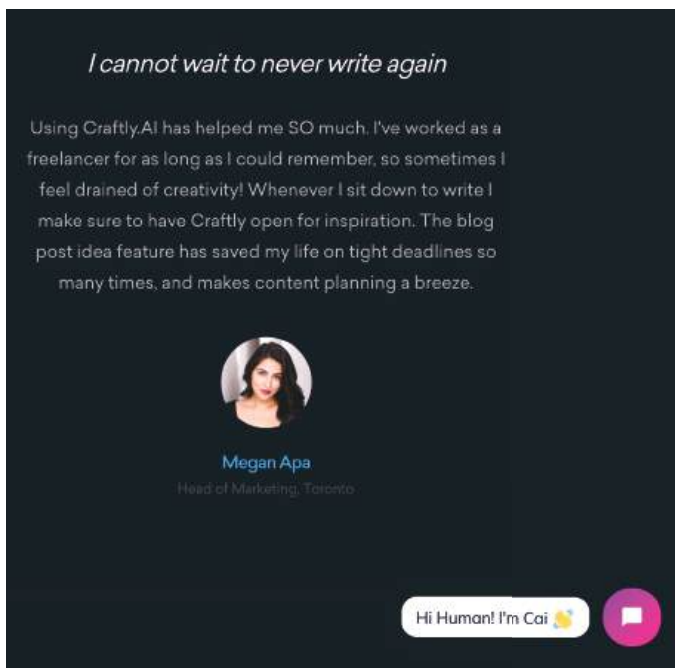 I cannot wait to never write again
Using Craftly.AI has helped me SO much. I've worked as a
freelancer for as long as I could remember, so sometimes I
feel drained of creativity! Whenever I sit down to write I
make sure to have Craftly open for inspiration. The blog
post idea feature has saved my life on tight deadlines so
many times, and makes content planning a breeze.
Megan Apa
Head of Marketing, Toronto
Hi Human! I'm Cai 👋